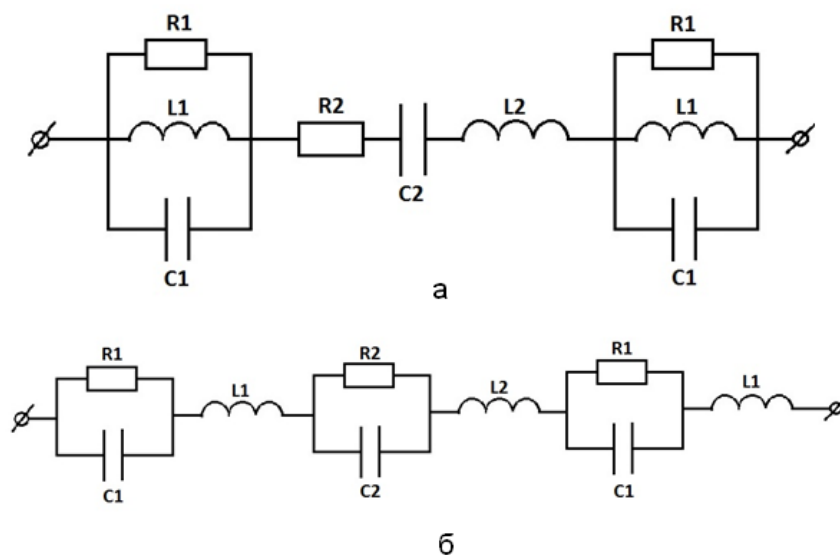 R1 R1
L1 R2 L2 L1
C2
C1 C1
а
R1 R2 R1
L1 L2 L1
C1 C2 C1
б